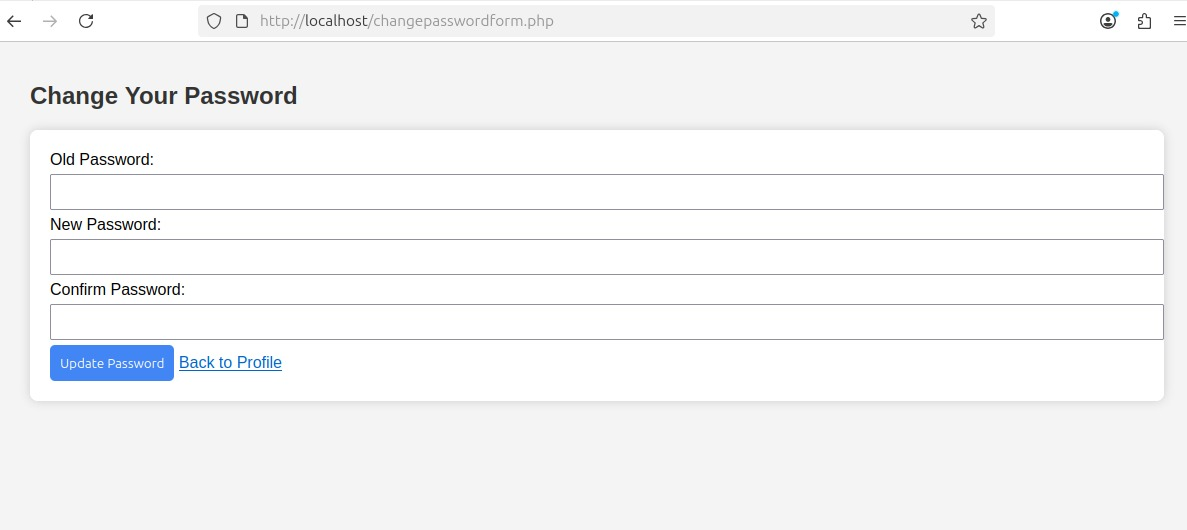 http://localhost/changepasswordform.php
Change Your Password
Old Password:
New Password:
Confirm Password:
Update Password Back to Profile